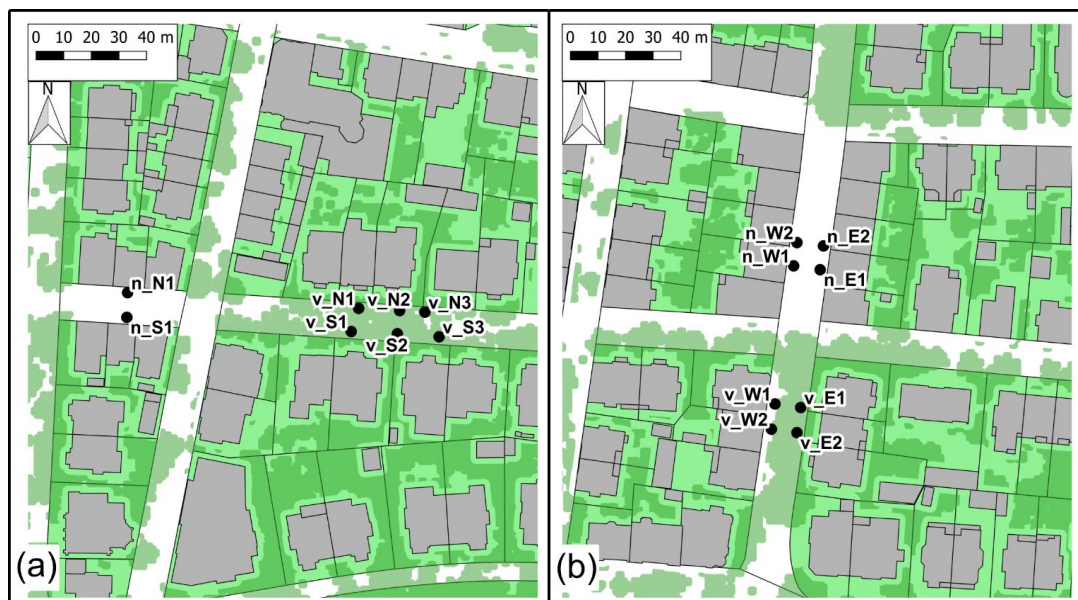 0 10 20 30 40 m
N
n_N1
n_S1
v_N1 v_N2 v_N3
v_S1 v_S2 v_S3
(a)
0 10 20 30 40 m
N
n_W2 n_E2
n_W1 n_E1
v_W1 v_E1
v_W2 v_E2
(b)